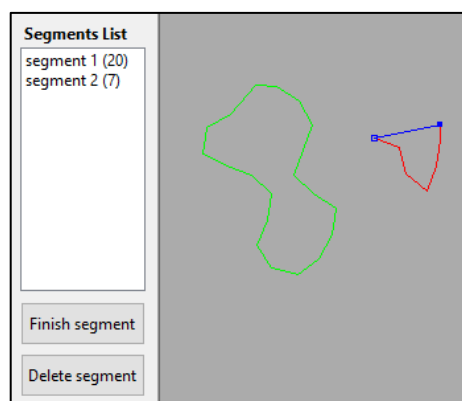 Segments List
segment 1 (20)
segment 2 (7)
Finish segment
Delete segment